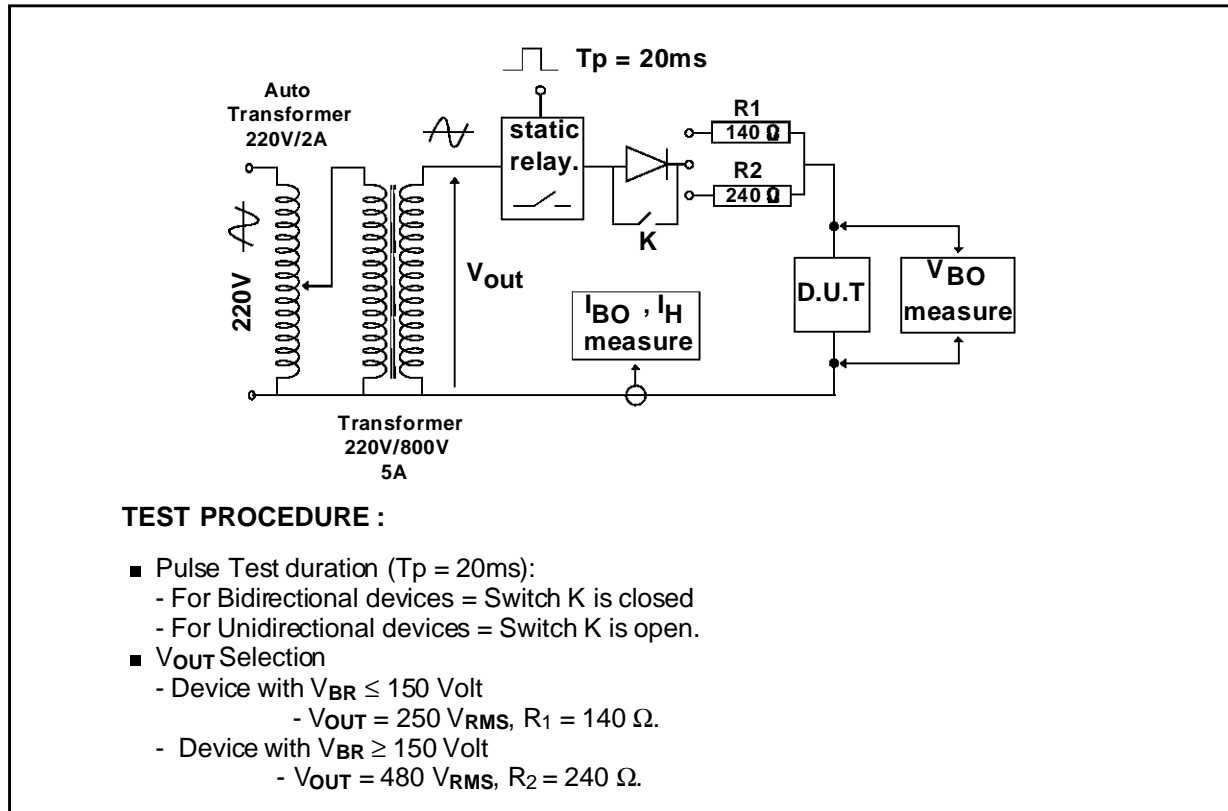 Tp = 20ms
Auto
Transformer
220V/2A
static
relay.
R1
140 Ω
R2
240 Ω
K
220V
Vout
IBO , IH
measure
D.U.T
VBO
measure
Transformer
220V/800V
5A
TEST PROCEDURE :
■ Pulse Test duration (Tp = 20ms):
- For Bidirectional devices = Switch K is closed
- For Unidirectional devices = Switch K is open.
■ VOUT Selection
- Device with VBR ≤ 150 Volt
- VOUT = 250 VRMS, R1 = 140 Ω.
- Device with VBR ≥ 150 Volt
- VOUT = 480 VRMS, R2 = 240 Ω.